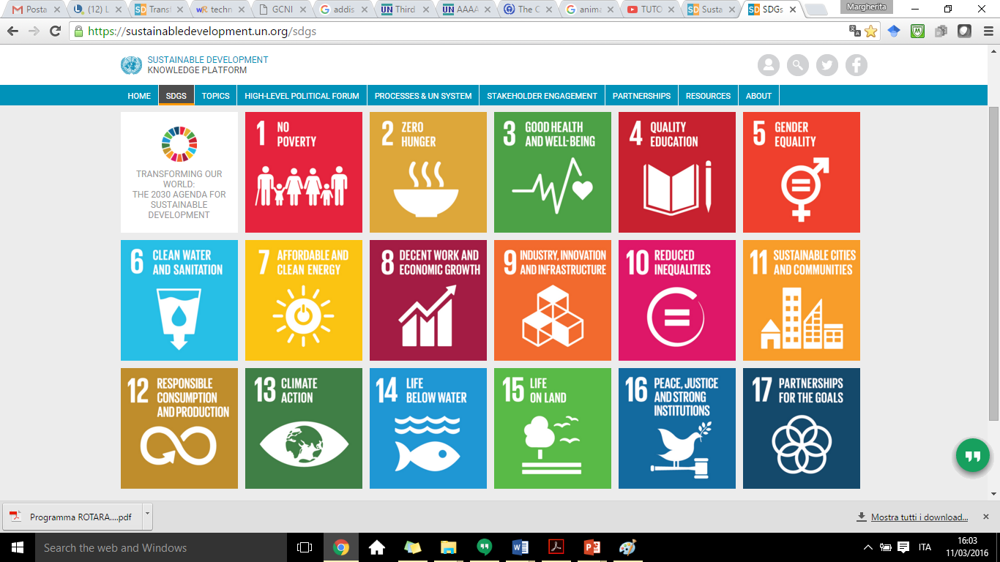 Posta
(12) L
Transf
techn
GCNI
addis
Third
AAAA
The C
anima
TUTO
Susta
SDGs
Margherita
https://sustainabledevelopment.un.org/sdgs
SUSTAINABLE DEVELOPMENT
KNOWLEDGE PLATFORM
HOME SDGS TOPICS HIGH-LEVEL POLITICAL FORUM PROCESSES & UN SYSTEM STAKEHOLDER ENGAGEMENT PARTNERSHIPS RESOURCES ABOUT
TRANSFORMING OUR
WORLD:
THE 2030 AGENDA FOR
SUSTAINABLE
DEVELOPMENT
1 NO
POVERTY
2 ZERO
HUNGER
3 GOOD HEALTH
AND WELL-BEING
4 QUALITY
EDUCATION
5 GENDER
EQUALITY
6 CLEAN WATER
AND SANITATION
7 AFFORDABLE AND
CLEAN ENERGY
8 DECENT WORK AND
ECONOMIC GROWTH
9 INDUSTRY, INNOVATION
AND INFRASTRUCTURE
10 REDUCED
INEQUALITIES
11 SUSTAINABLE CITIES
AND COMMUNITIES
12 RESPONSIBLE
CONSUMPTION
AND PRODUCTION
13 CLIMATE
ACTION
14 LIFE
BELOW WATER
15 LIFE
ON LAND
16 PEACE, JUSTICE
AND STRONG
INSTITUTIONS
17 PARTNERSHIPS
FOR THE GOALS
Programma ROTARA....pdf
Mostra tutti i download...
Search the web and Windows
ITA
16:03
11/03/2016